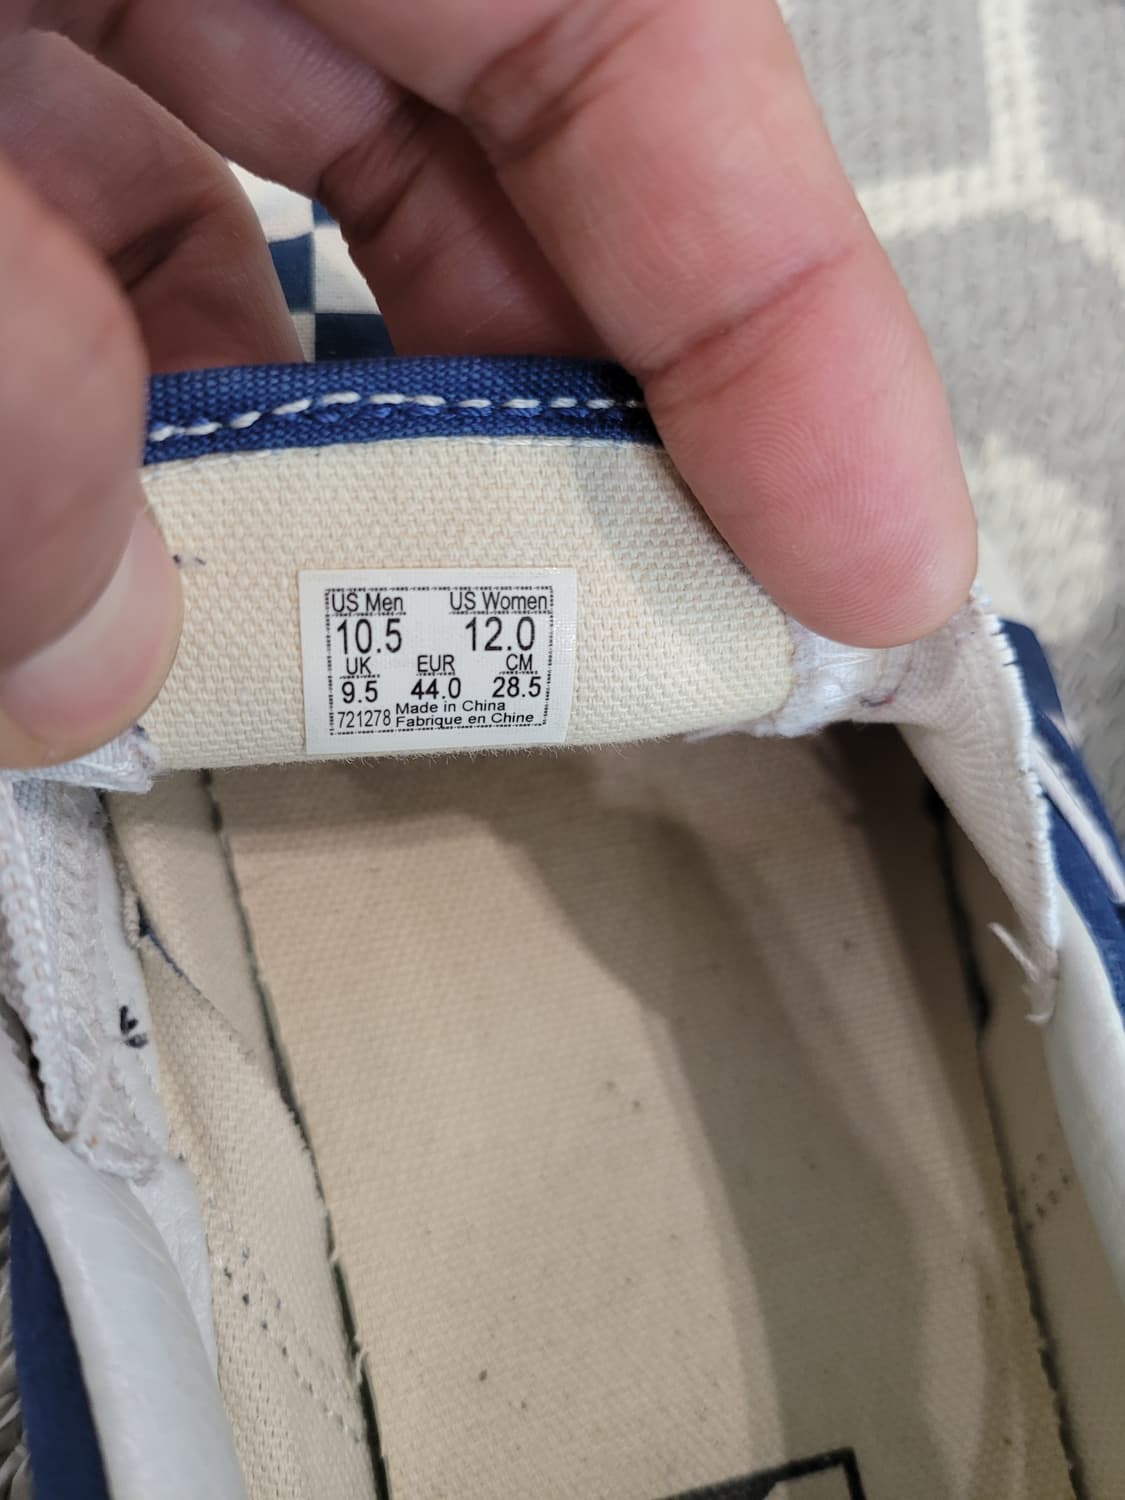 US Men US Women
10.5 12.0
UK EUR CM
9.5 44.0 28.5
Made in China
721278 Fabrique en Chine